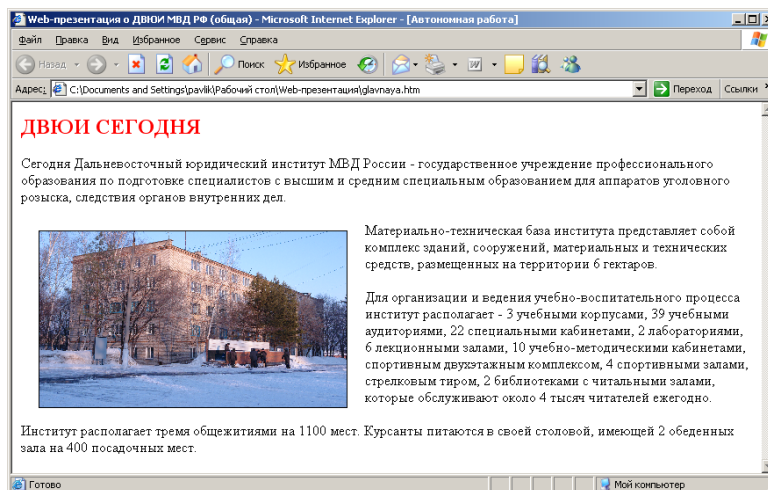 Web-презентация о ДВЮИ МВД РФ (общая) - Microsoft Internet Explorer - [Автономная работа]
Файл Правка Вид Избранное Сервис Справка
Назад Поиск Избранное
Адрес: C:\Documents and Settings\pavlik\Рабочий стол\Web-презентация\glavnaya.htm Переход Ссылки
ДВЮИ СЕГОДНЯ
Сегодня Дальневосточный юридический институт МВД России - государственное учреждение профессионального
образования по подготовке специалистов с высшим и средним специальным образованием для аппаратов уголовного
розыска, следствия органов внутренних дел.
Материально-техническая база института представляет собой
комплекс зданий, сооружений, материальных и технических
средств, размещенных на территории 6 гектаров.
Для организации и ведения учебно-воспитательного процесса
институт располагает - 3 учебными корпусами, 39 учебными
аудиториями, 22 специальными кабинетами, 2 лабораториями,
6 лекционными залами, 10 учебно-методическими кабинетами,
спортивным двухэтажным комплексом, 4 спортивными залами,
стрелковым тиром, 2 библиотеками с читальными залами,
которые обслуживают около 4 тысяч читателей ежегодно.
Институт располагает тремя общежитиями на 1100 мест. Курсанты питаются в своей столовой, имеющей 2 обеденных
зала на 400 посадочных мест.
Готово Мой компьютер